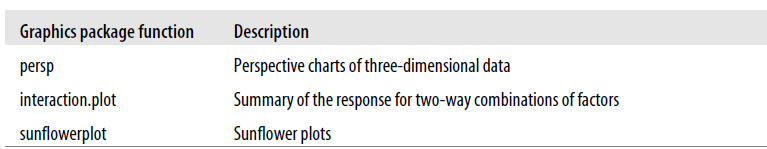 Graphics package function Description
persp Perspective charts of three-dimensional data
interaction.plot Summary of the response for two-way combinations of factors
sunflowerplot Sunflower plots